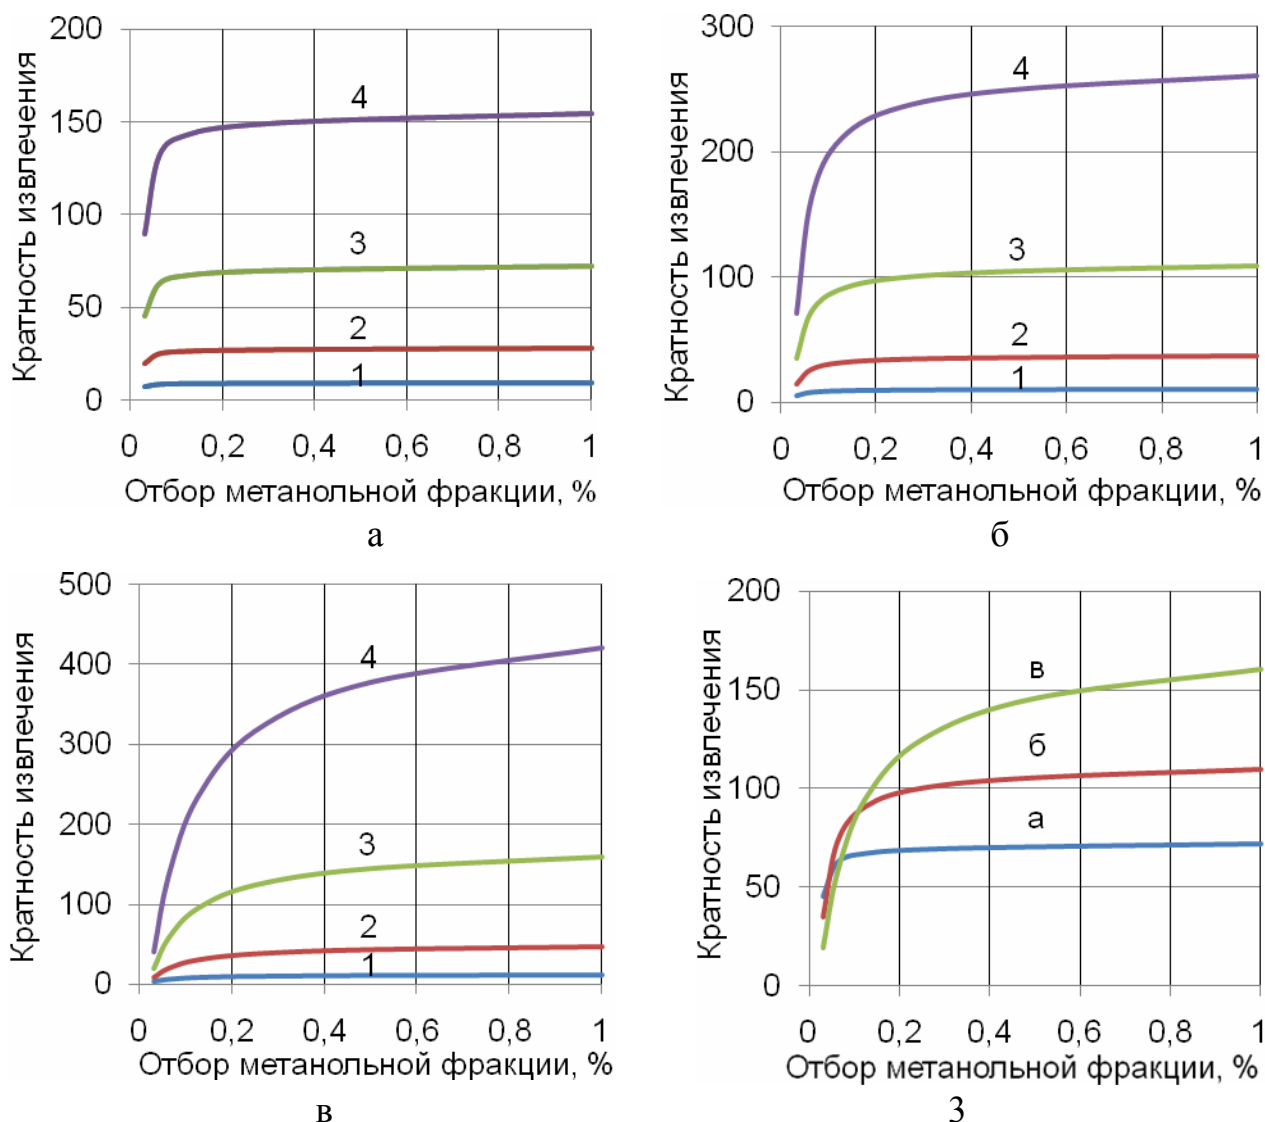 Кратность извлечения
200
150
100
50
0
4
3
2
1
0 0,2 0,4 0,6 0,8 1
Отбор метанольной фракции, %
а
Кратность извлечения
300
200
100
0
4
3
2
1
0 0,2 0,4 0,6 0,8 1
Отбор метанольной фракции, %
б
Кратность извлечения
500
400
300
200
100
0
4
3
2
1
0 0,2 0,4 0,6 0,8 1
Отбор метанольной фракции, %
в
Кратность извлечения
200
150
100
50
0
в
б
а
0 0,2 0,4 0,6 0,8 1
Отбор метанольной фракции, %
3